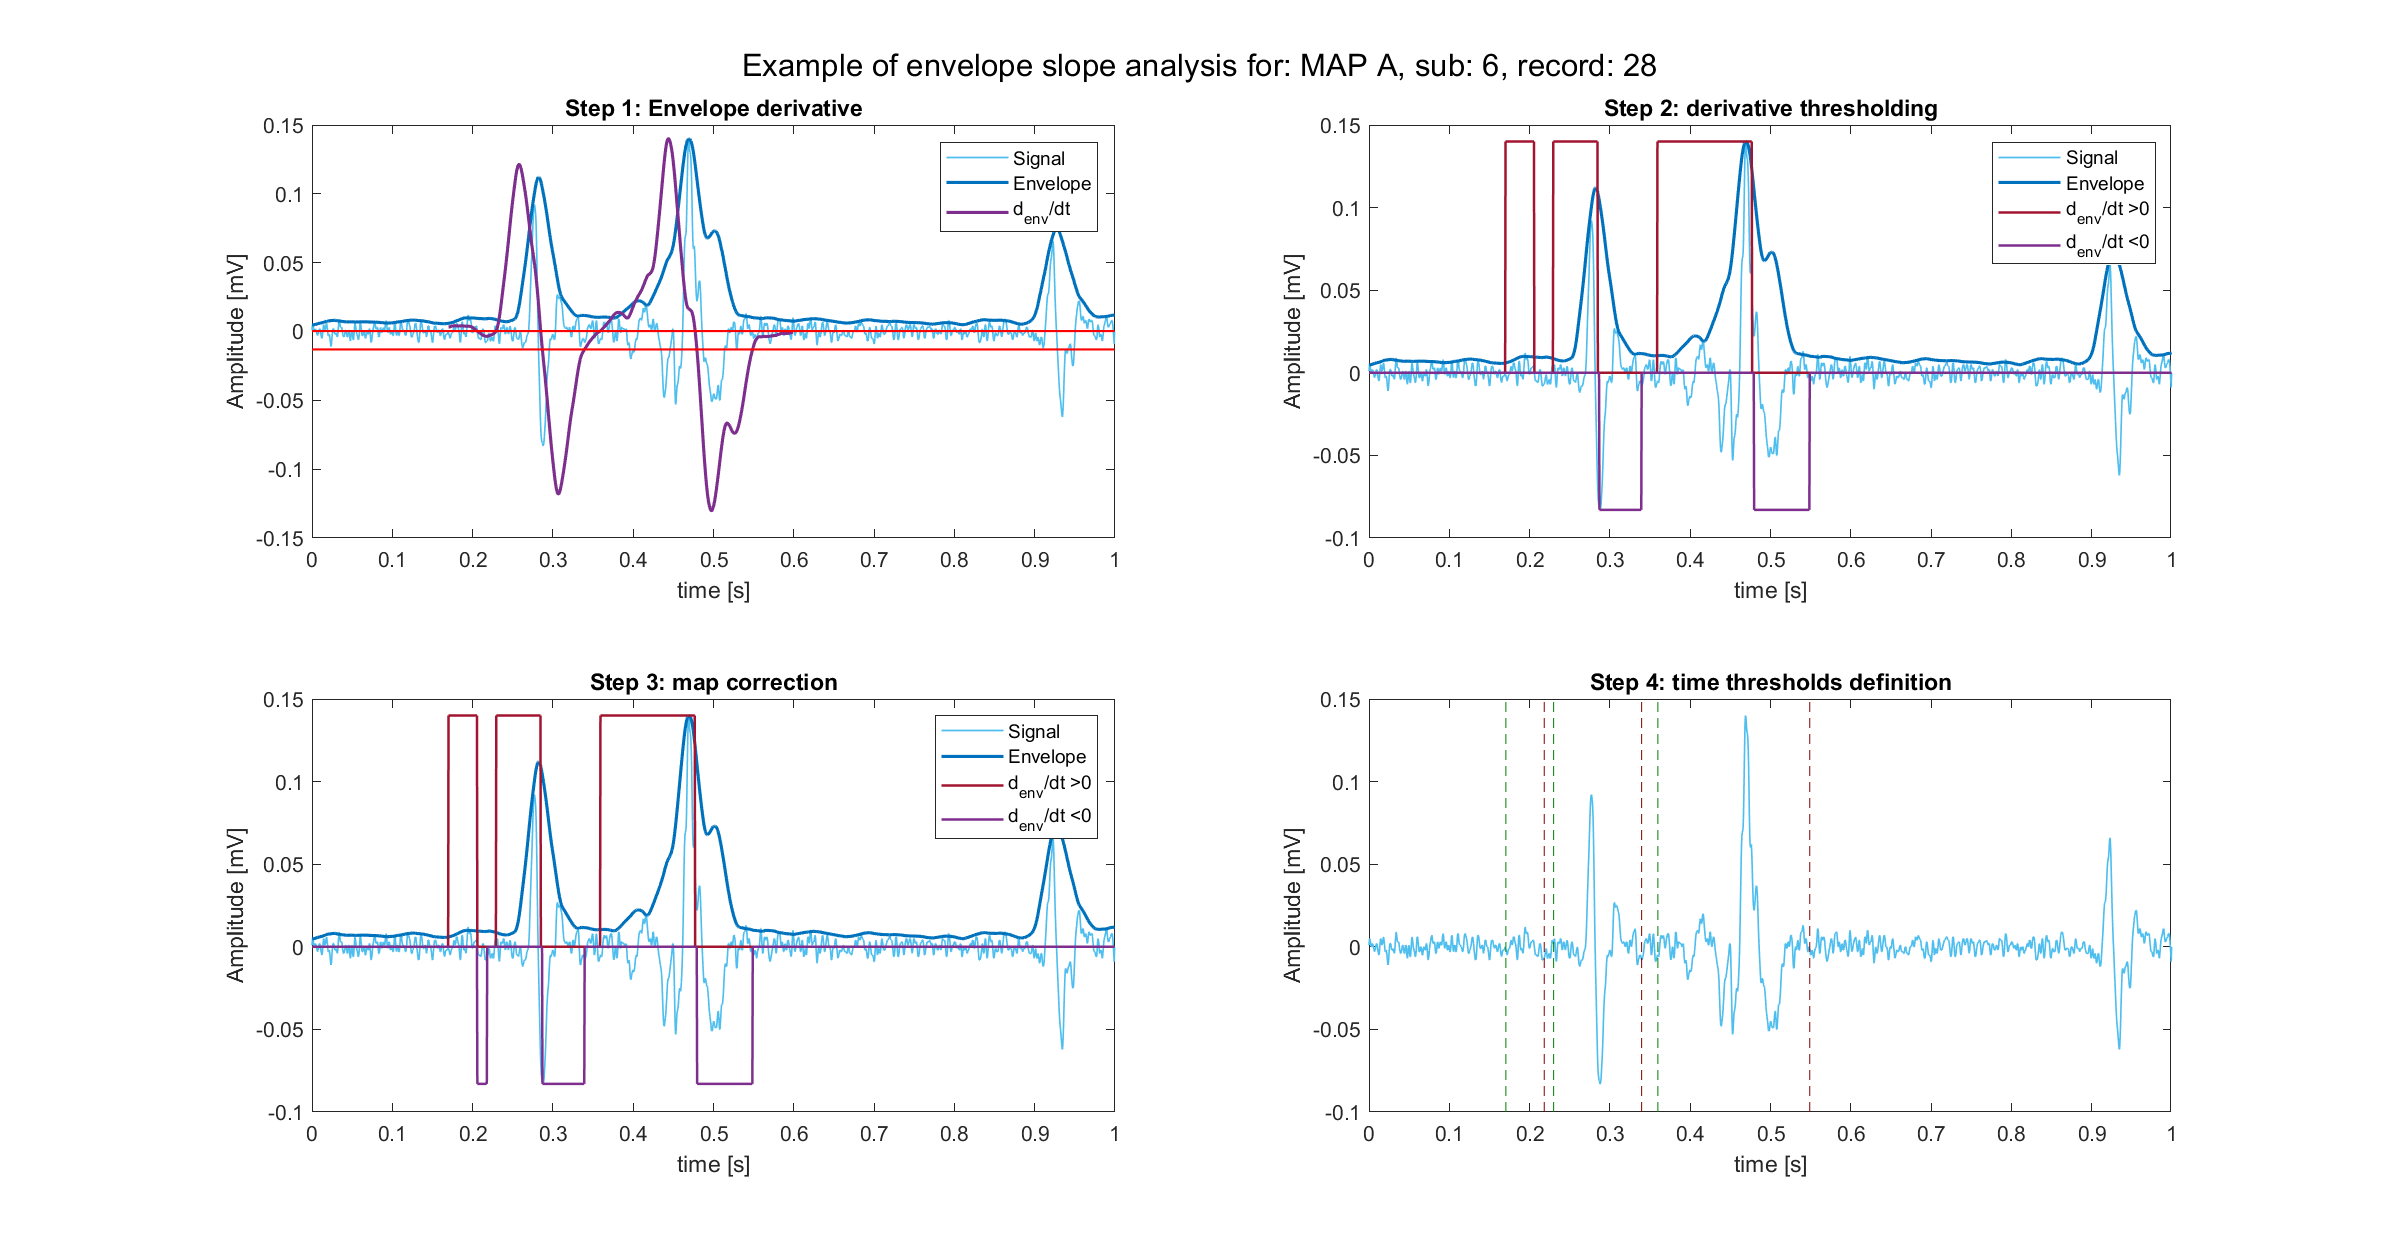 Example of envelope slope analysis for: MAP A, sub: 6, record: 28
Step 1: Envelope derivative
0.15
0.1
0.05
0
-0.05
-0.1
-0.15
Amplitude [mV]
0 0.1 0.2 0.3 0.4 0.5 0.6 0.7 0.8 0.9 1
time [s]
Signal
Envelope
d_env/dt
Step 2: derivative thresholding
0.15
0.1
0.05
0
-0.05
-0.1
Amplitude [mV]
0 0.1 0.2 0.3 0.4 0.5 0.6 0.7 0.8 0.9 1
time [s]
Signal
Envelope
d_env/dt >0
d_env/dt <0
Step 3: map correction
0.15
0.1
0.05
0
-0.05
-0.1
Amplitude [mV]
0 0.1 0.2 0.3 0.4 0.5 0.6 0.7 0.8 0.9 1
time [s]
Signal
Envelope
d_env/dt >0
d_env/dt <0
Step 4: time thresholds definition
0.15
0.1
0.05
0
-0.05
-0.1
Amplitude [mV]
0 0.1 0.2 0.3 0.4 0.5 0.6 0.7 0.8 0.9 1
time [s]